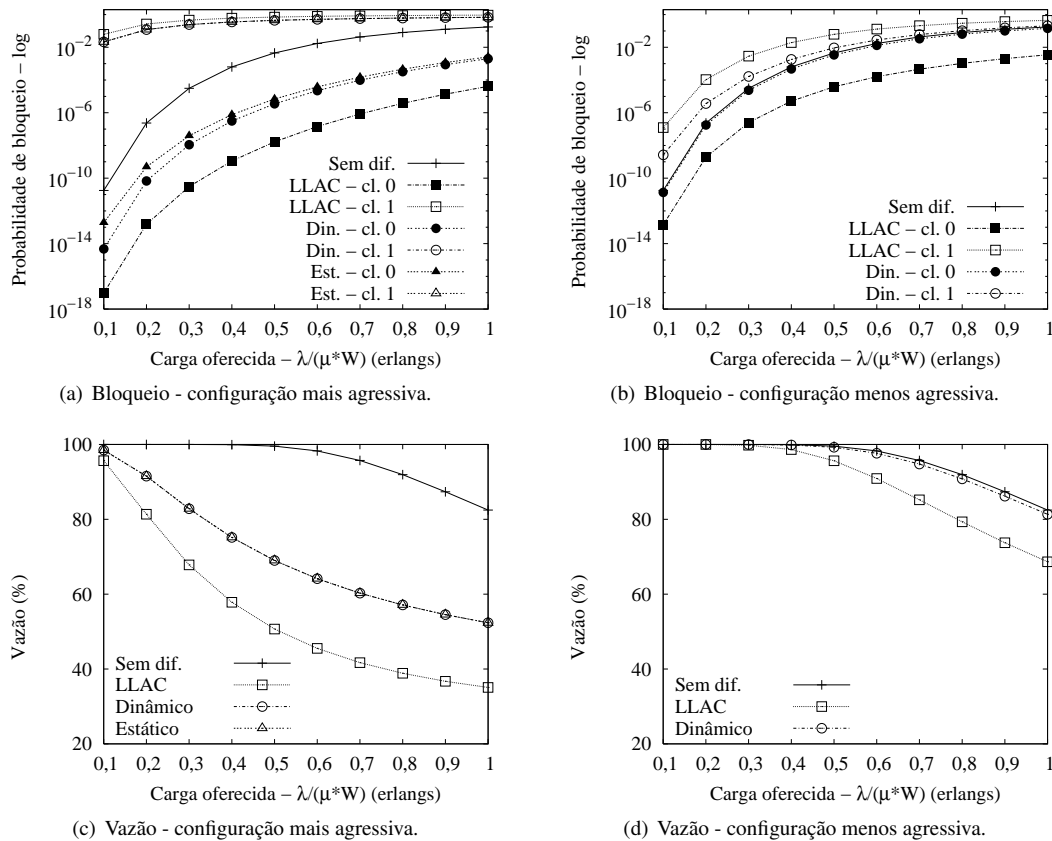 Probabilidade de bloqueio – log
10⁻²
10⁻⁶
10⁻¹⁰
10⁻¹⁴
10⁻¹⁸
Sem dif.
LLAC – cl. 0
LLAC – cl. 1
Din. – cl. 0
Din. – cl. 1
Est. – cl. 0
Est. – cl. 1
0,1 0,2 0,3 0,4 0,5 0,6 0,7 0,8 0,9 1
Carga oferecida – λ/(μ*W) (erlangs)
(a) Bloqueio - configuração mais agressiva.
Probabilidade de bloqueio – log
10⁻²
10⁻⁶
10⁻¹⁰
10⁻¹⁴
10⁻¹⁸
Sem dif.
LLAC – cl. 0
LLAC – cl. 1
Din. – cl. 0
Din. – cl. 1
0,1 0,2 0,3 0,4 0,5 0,6 0,7 0,8 0,9 1
Carga oferecida – λ/(μ*W) (erlangs)
(b) Bloqueio - configuração menos agressiva.
Vazão (%)
100
80
60
40
20
Sem dif.
LLAC
Dinâmico
Estático
0,1 0,2 0,3 0,4 0,5 0,6 0,7 0,8 0,9 1
Carga oferecida – λ/(μ*W) (erlangs)
(c) Vazão - configuração mais agressiva.
Vazão (%)
100
80
60
40
20
Sem dif.
LLAC
Dinâmico
0,1 0,2 0,3 0,4 0,5 0,6 0,7 0,8 0,9 1
Carga oferecida – λ/(μ*W) (erlangs)
(d) Vazão - configuração menos agressiva.